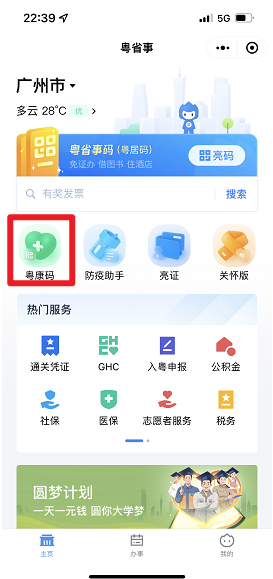 22:39
5G
粤省事
广州市
多云 28°C 优
粤省事码（粤居码）
免证办 借图书 住酒店
亮码
有奖发票
搜索
粤康码
防疫助手
亮证
关怀版
热门服务
通关凭证
GHC
入粤申报
公积金
社保
医保
志愿者服务
税务
圆梦计划
一天一元钱 圆你大学梦
主页
办事
我的